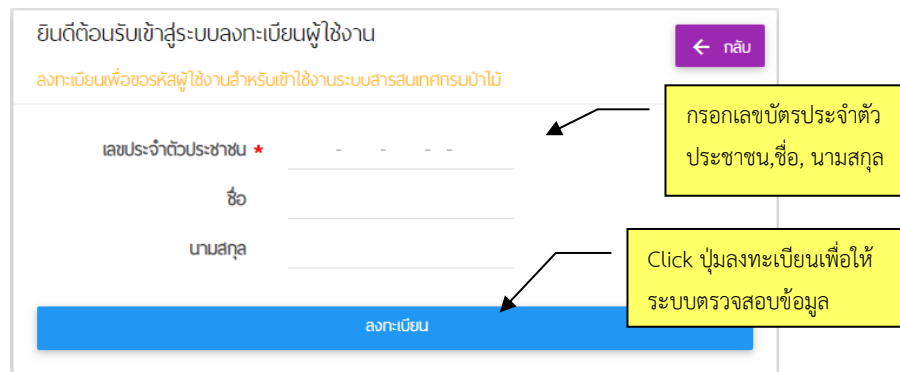 ยินดีต้อนรับเข้าสู่ระบบลงทะเบียนผู้ใช้งาน
← กลับ
ลงทะเบียนเพื่อขอรหัสผู้ใช้งานสำหรับเข้าใช้งานระบบสารสนเทศกรมป่าไม้
กรอกเลขบัตรประจำตัว
ประชาชน,ชื่อ, นามสกุล
เลขประจำตัวประชาชน * - - - -
ชื่อ
นามสกุล
Click ปุ่มลงทะเบียนเพื่อให้
ระบบตรวจสอบข้อมูล
ลงทะเบียน